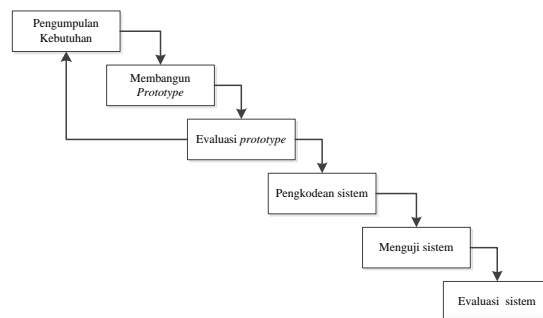 Pengumpulan
Kebutuhan
Membangun
Prototype
Evaluasi prototype
Pengkodean sistem
Menguji sistem
Evaluasi sistem